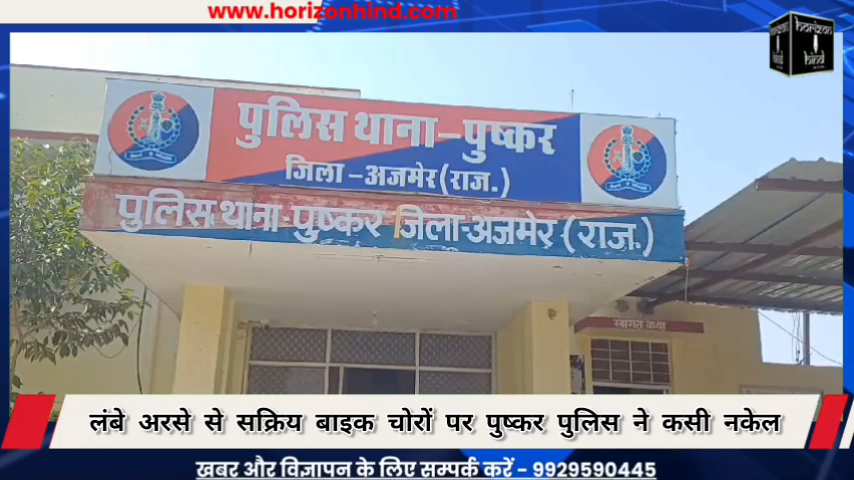 www.horizonhind.com
horizon
hind
पुलिस थाना-पुष्कर
जिला-अजमेर(राज.)
पुलिस थाना-पुष्कर जिला-अजमेर(राज.)
स्वागत कक्ष
लंबे अरसे से सक्रिय बाइक चोरों पर पुष्कर पुलिस ने कसी नकेल
खबर और विज्ञापन के लिए सम्पर्क करें - 9929590445